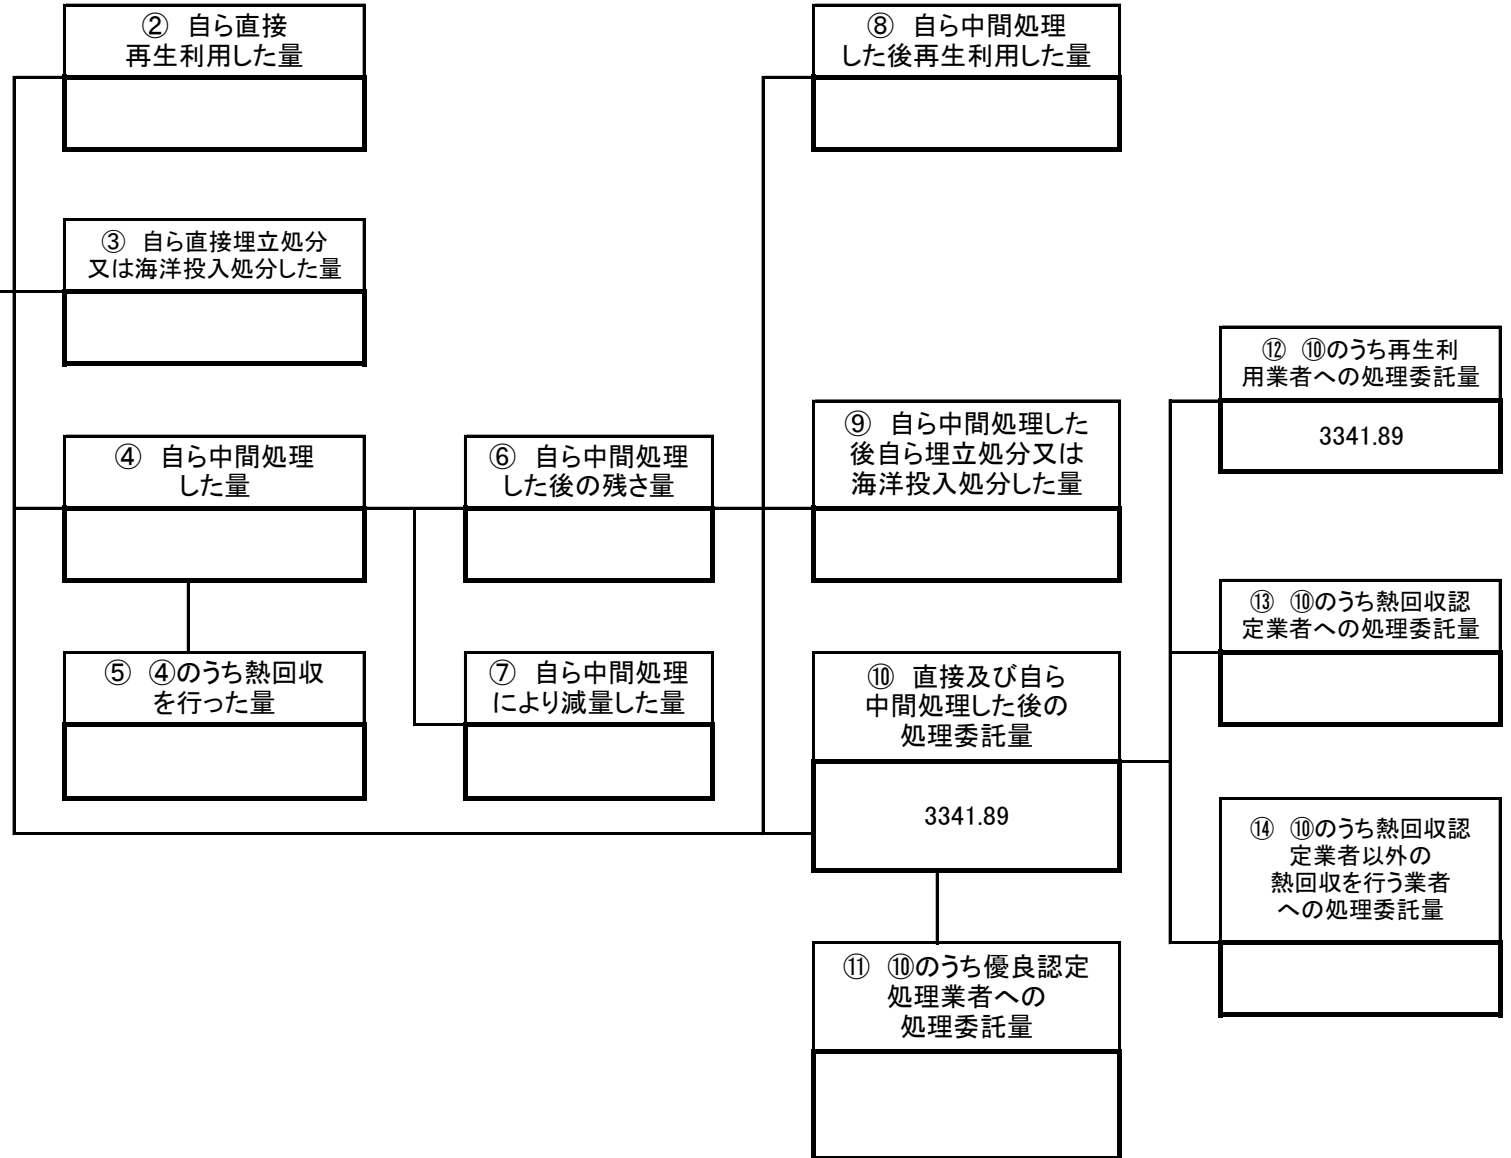 ② 自ら直接
再生利用した量
⑧ 自ら中間処理
した後再生利用した量
③ 自ら直接埋立処分
又は海洋投入処分した量
⑫ ⑩のうち再生利
用業者への処理委託量
3341.89
④ 自ら中間処理
した量
⑥ 自ら中間処理
した後の残さ量
⑨ 自ら中間処理した
後自ら埋立処分又は
海洋投入処分した量
⑬ ⑩のうち熱回収認
定業者への処理委託量
⑤ ④のうち熱回収
を行った量
⑦ 自ら中間処理
により減量した量
⑩ 直接及び自ら
中間処理した後の
処理委託量
3341.89
⑭ ⑩のうち熱回収認
定業者以外の
熱回収を行う業者
への処理委託量
⑪ ⑩のうち優良認定
処理業者への
処理委託量